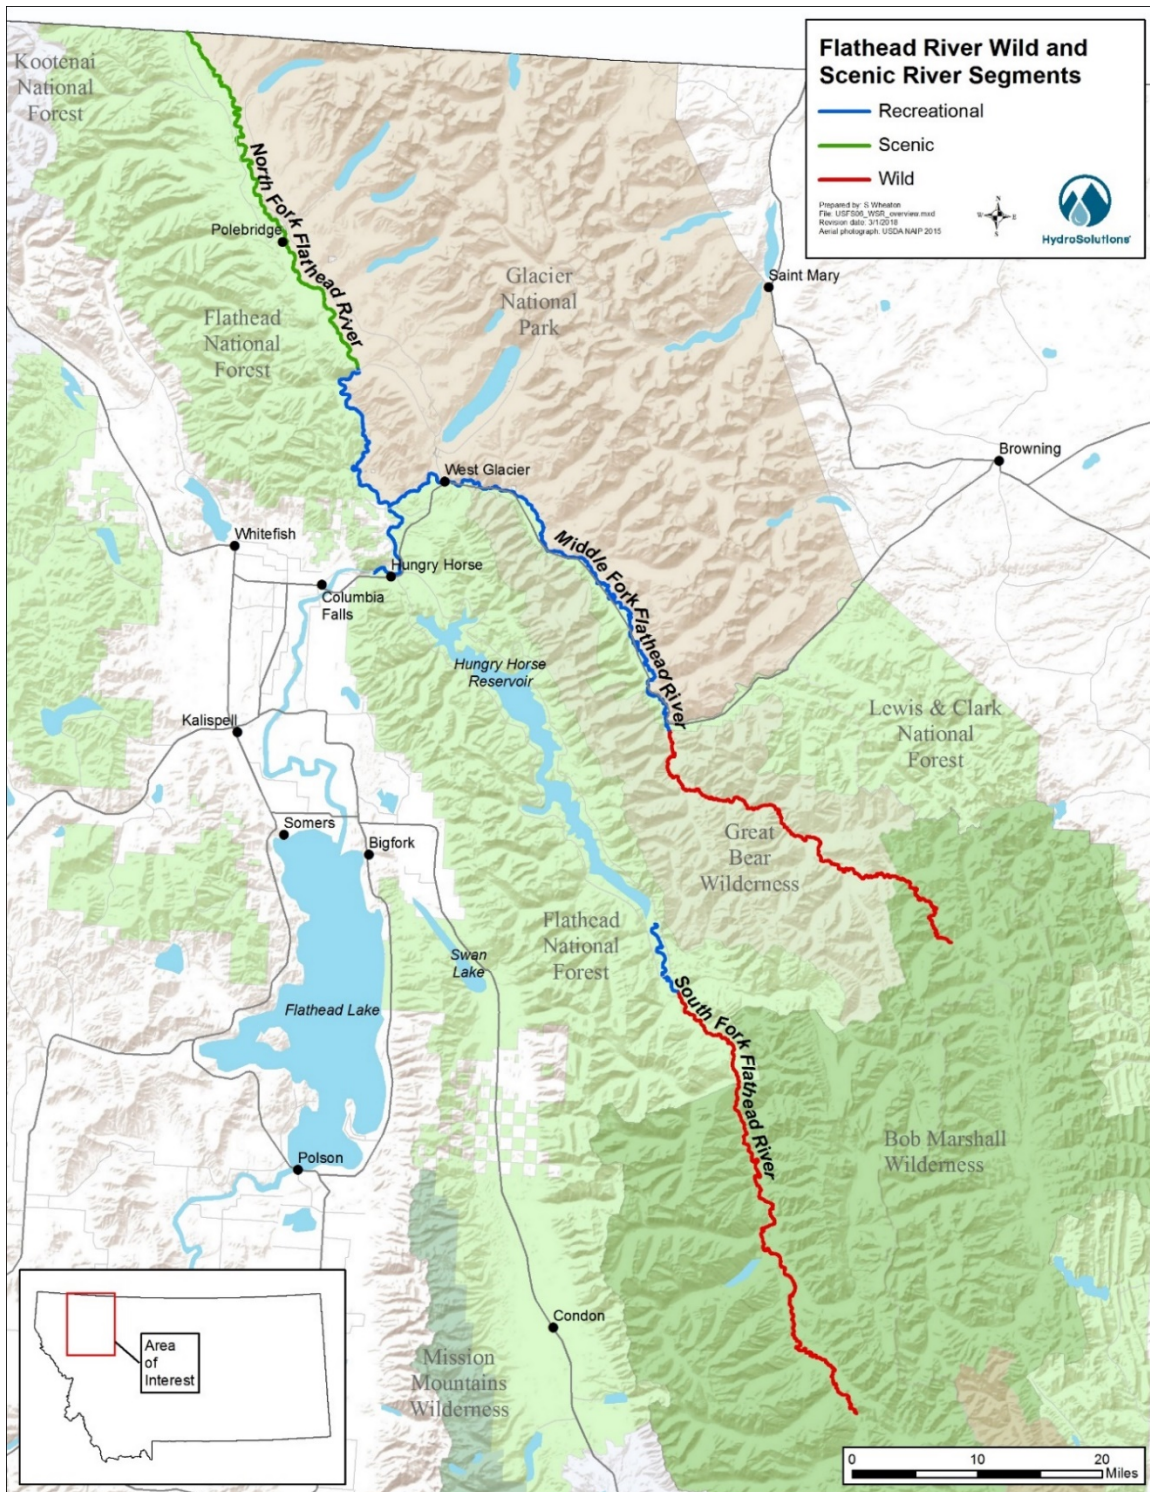 Flathead River Wild and
Scenic River Segments
Recreational
Scenic
Wild
Prepared by: S Wheaton
File: USFS06_WSR_overview.mxd
Revision date: 3/1/2018
Aerial photograph: USDA NAIP 2015
N
W
E
S
HydroSolutions
Kootenai
National
Forest
North Fork Flathead River
Polebridge
Glacier
National
Park
Saint Mary
Flathead
National
Forest
Browning
West Glacier
Whitefish
Middle Fork Flathead River
Hungry Horse
Columbia
Falls
Hungry Horse
Reservoir
Lewis & Clark
National
Forest
Kalispell
Somers
Bigfork
Great
Bear
Wilderness
Flathead
National
Forest
Swan
Lake
Flathead Lake
South Fork Flathead River
Bob Marshall
Wilderness
Polson
Condon
Mission
Mountains
Wilderness
Area
of
Interest
0 10 20
Miles